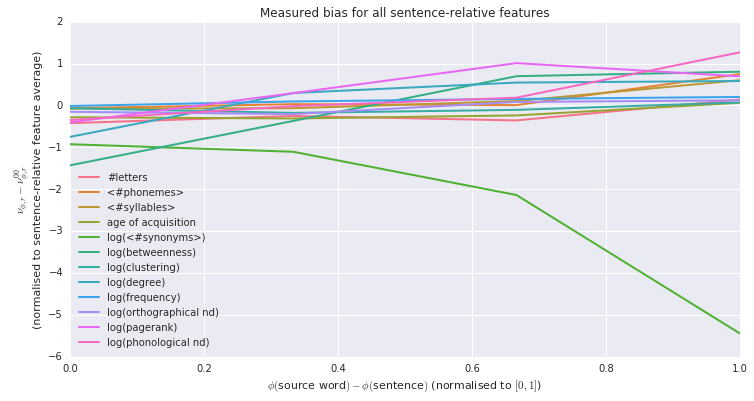 Measured bias for all sentence-relative features
ν_{ϕ,r} − ν_{ϕ,r}^{00}
(normalised to sentence-relative feature average)
2
1
0
−1
−2
−3
−4
−5
−6
#letters
<#phonemes>
<#syllables>
age of acquisition
log(<#synonyms>)
log(betweenness)
log(clustering)
log(degree)
log(frequency)
log(orthographical nd)
log(pagerank)
log(phonological nd)
0.0 0.2 0.4 0.6 0.8 1.0
ϕ(source word) − ϕ(sentence) (normalised to [0, 1])